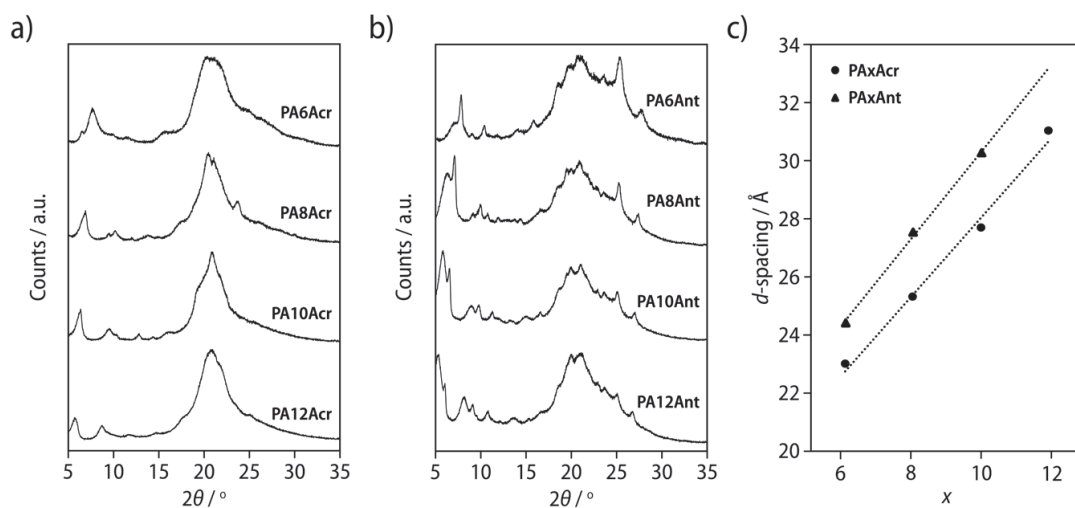 a)
Counts / a.u.
PA6Acr
PA8Acr
PA10Acr
PA12Acr
5 10 15 20 25 30 35
2θ / °
b)
Counts / a.u.
PA6Ant
PA8Ant
PA10Ant
PA12Ant
5 10 15 20 25 30 35
2θ / °
c)
d-spacing / Å
34
32
30
28
26
24
22
20
PAxAcr
PAxAnt
6 8 10 12
x